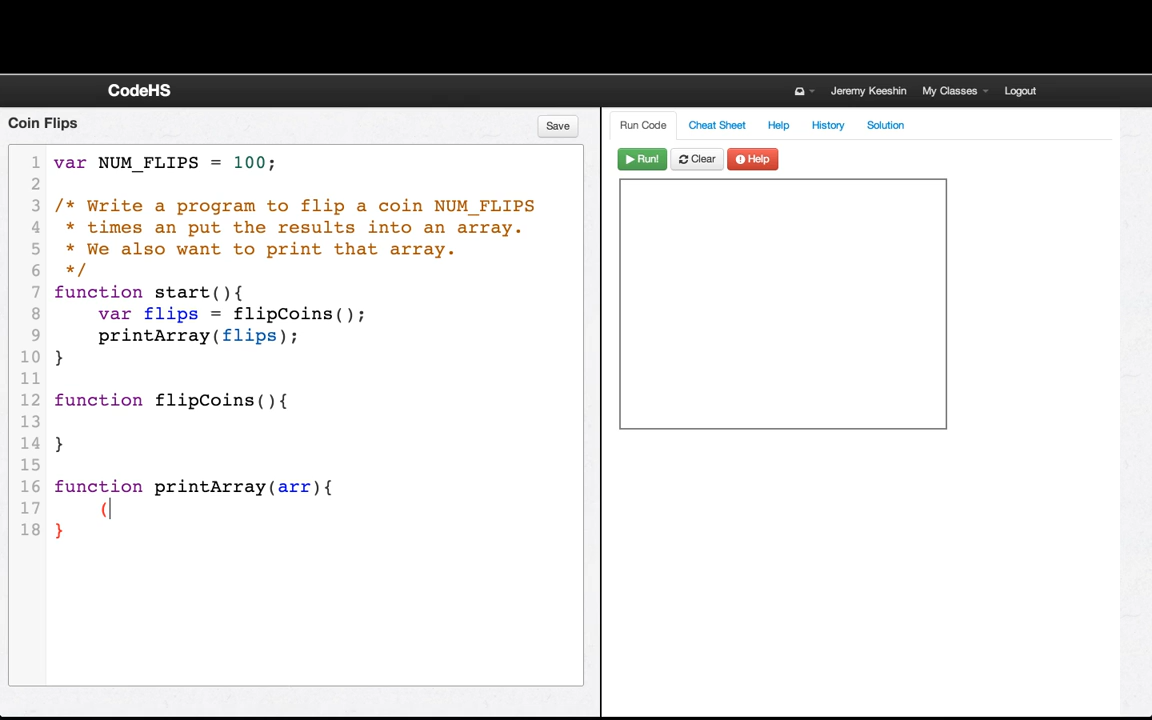 CodeHS
Jeremy Keeshin My Classes Logout
Coin Flips
Save
Run Code Cheat Sheet Help History Solution
Run! Clear Help
1 var NUM_FLIPS = 100;
2
3 /* Write a program to flip a coin NUM_FLIPS
4 * times an put the results into an array.
5 * We also want to print that array.
6 */
7 function start(){
8 var flips = flipCoins();
9 printArray(flips);
10 }
11
12 function flipCoins(){
13
14 }
15
16 function printArray(arr){
17 (
18 }